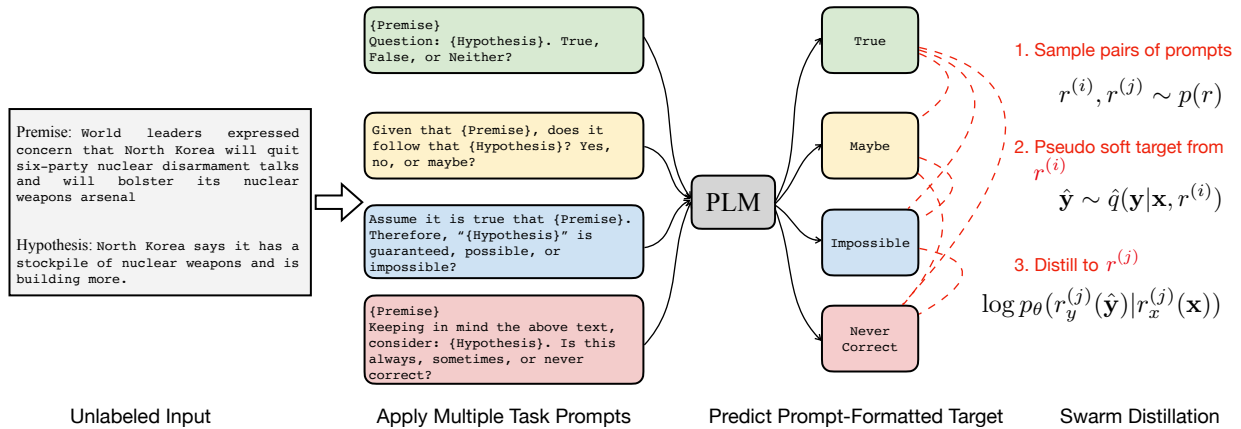 Premise: World leaders expressed
concern that North Korea will quit
six-party nuclear disarmament talks
and will bolster its nuclear
weapons arsenal
Hypothesis: North Korea says it has a
stockpile of nuclear weapons and is
building more.
Unlabeled Input
{Premise}
Question: {Hypothesis}. True,
False, or Neither?
Given that {Premise}, does it
follow that {Hypothesis}? Yes,
no, or maybe?
Assume it is true that {Premise}.
Therefore, “{Hypothesis}” is
guaranteed, possible, or
impossible?
{Premise}
Keeping in mind the above text,
consider: {Hypothesis}. Is this
always, sometimes, or never
correct?
Apply Multiple Task Prompts
PLM
True
Maybe
Impossible
Never
Correct
Predict Prompt-Formatted Target
1. Sample pairs of prompts
r^{(i)}, r^{(j)} ∼ p(r)
2. Pseudo soft target from
r^{(i)}
ŷ ∼ q̂(y|x, r^{(i)})
3. Distill to r^{(j)}
log p_θ(r_y^{(j)}(ŷ)|r_x^{(j)}(x))
Swarm Distillation